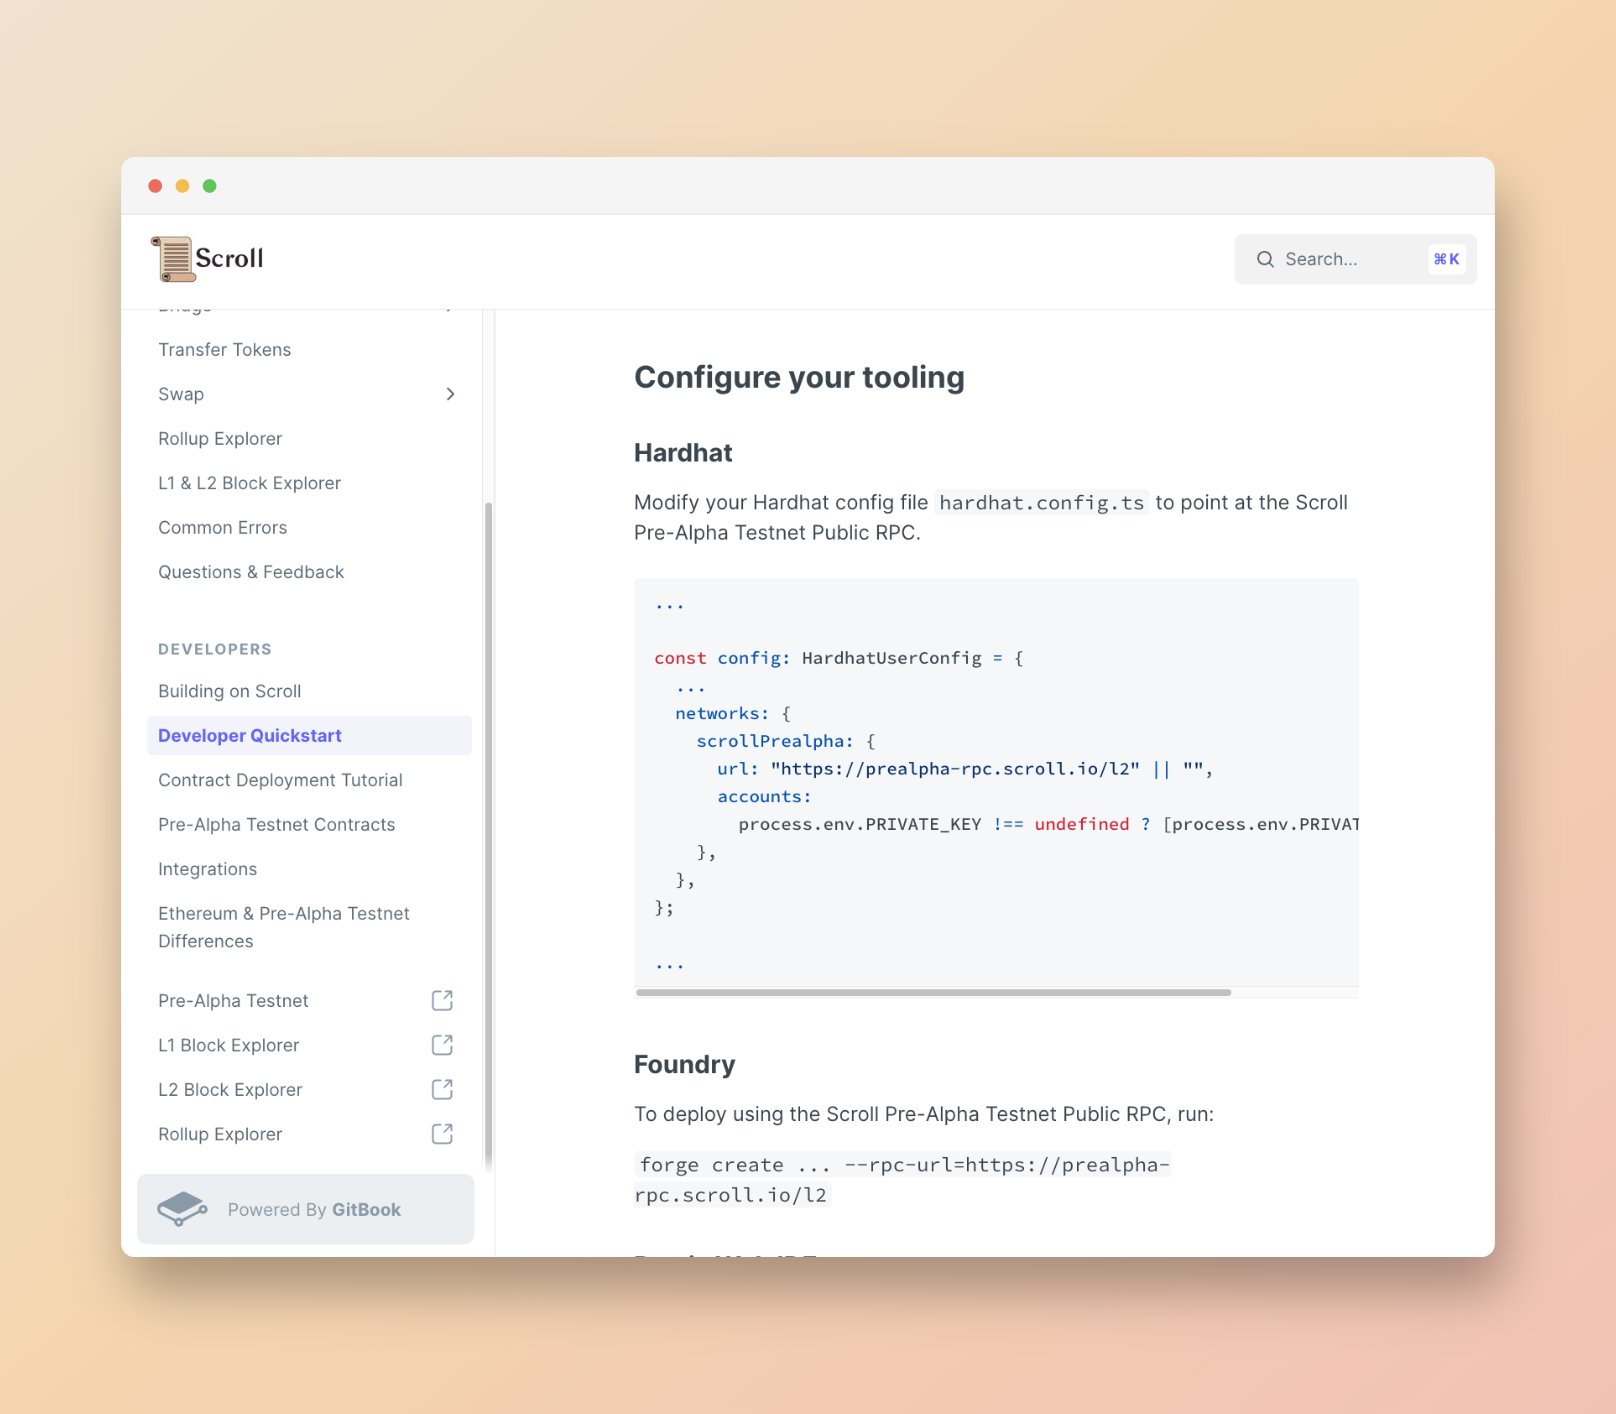 Scroll
Search...
⌘K
Bridge
Transfer Tokens
Swap
Rollup Explorer
L1 & L2 Block Explorer
Common Errors
Questions & Feedback
DEVELOPERS
Building on Scroll
Developer Quickstart
Contract Deployment Tutorial
Pre-Alpha Testnet Contracts
Integrations
Ethereum & Pre-Alpha Testnet
Differences
Pre-Alpha Testnet
L1 Block Explorer
L2 Block Explorer
Rollup Explorer
Powered By GitBook
Configure your tooling
Hardhat
Modify your Hardhat config file hardhat.config.ts to point at the Scroll
Pre-Alpha Testnet Public RPC.
...
const config: HardhatUserConfig = {
  ...
  networks: {
    scrollPrealpha: {
      url: "https://prealpha-rpc.scroll.io/l2" || "",
      accounts:
        process.env.PRIVATE_KEY !== undefined ? [process.env.PRIVAT
    },
  },
};
...
Foundry
To deploy using the Scroll Pre-Alpha Testnet Public RPC, run:
forge create ... --rpc-url=https://prealpha-
rpc.scroll.io/l2